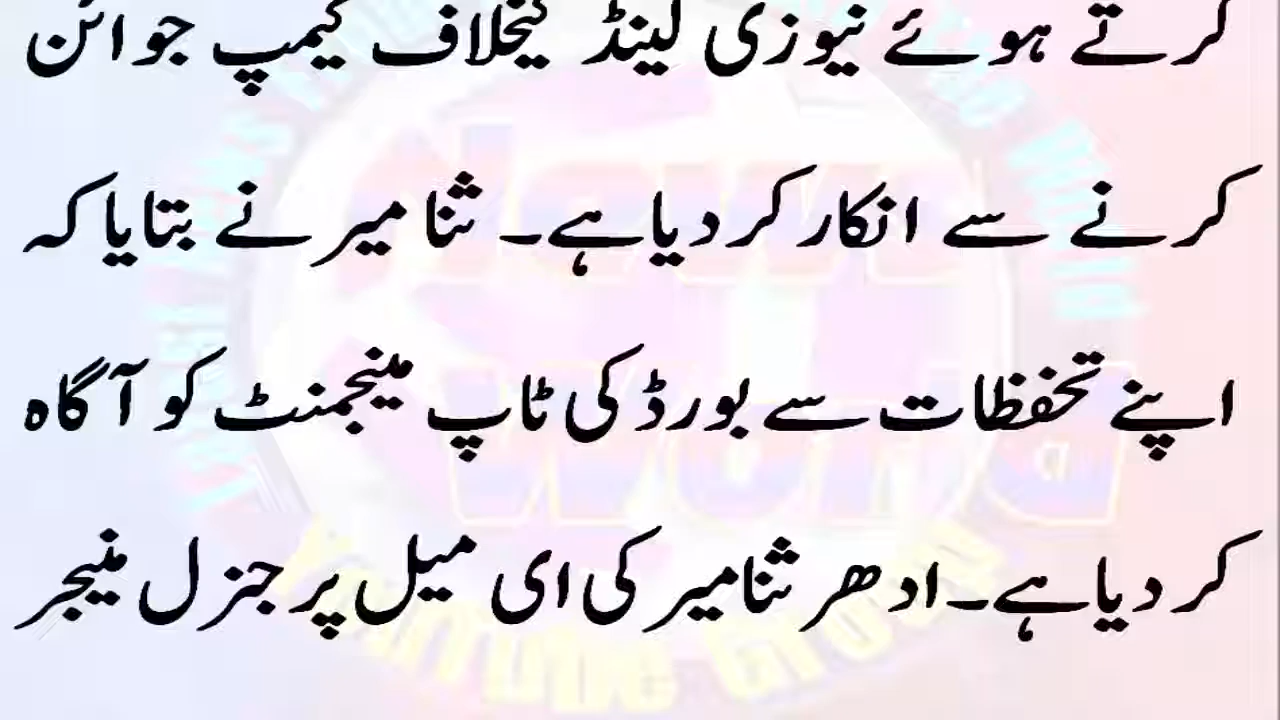 کرتے ہوئے نیوزی لینڈ کیخلاف کیمپ جوائن
کرنے سے انکار کر دیا ہے۔ ثنا میر نے بتایا کہ
اپنے تحفظات سے بورڈ کی ٹاپ مینجمنٹ کو آگاہ
کر دیا ہے۔ ادھر ثنا میر کی ای میل پر جنرل منیجر